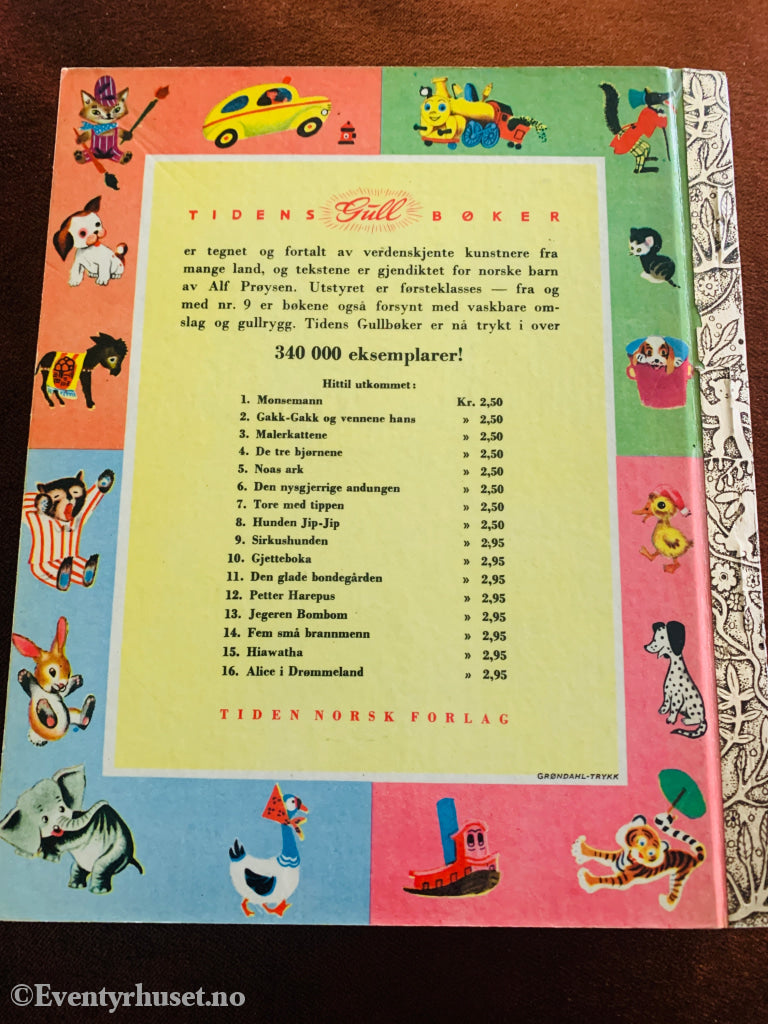 TIDENS Gull BØKER
er tegnet og fortalt av verdenskjente kunstnere fra
mange land, og tekstene er gjendiktet for norske barn
av Alf Prøysen. Utstyret er førsteklasses — fra og
med nr. 9 er bøkene også forsynt med vaskbare om-
slag og gullrygg. Tidens Gullbøker er nå trykt i over
340 000 eksemplarer!
Hittil utkommet:
1. Monsemann Kr. 2,50
2. Gakk-Gakk og vennene hans » 2,50
3. Malerkattene » 2,50
4. De tre bjørnene » 2,50
5. Noas ark » 2,50
6. Den nysgjerrige andungen » 2,50
7. Tore med tippen » 2,50
8. Hunden Jip-Jip » 2,50
9. Sirkushunden » 2,95
10. Gjetteboka » 2,95
11. Den glade bondegården » 2,95
12. Petter Harepus » 2,95
13. Jegeren Bombom » 2,95
14. Fem små brannmenn » 2,95
15. Hiawatha » 2,95
16. Alice i Drømmeland » 2,95
TIDEN NORSK FORLAG
GRØNDAHL-TRYKK
©Eventyrhuset.no